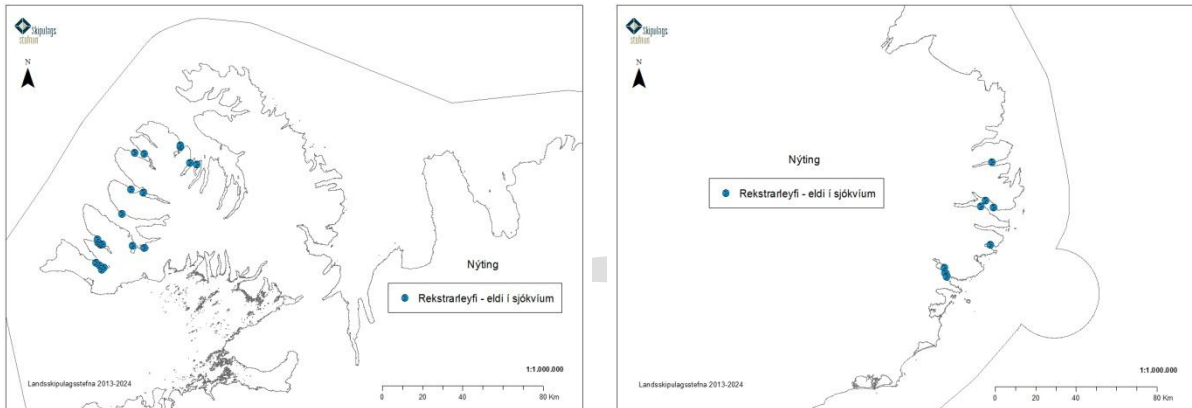 Skipulags
stofnun
N
Nýting
Rekstrarleyfi - eldi í sjókvíum
1:1.000.000
Landsskipulagsstefna 2013-2024
0 20 40 80 Km
Skipulags
stofnun
N
Nýting
Rekstrarleyfi - eldi í sjókvíum
1:1.000.000
Landsskipulagsstefna 2013-2024
0 20 40 80 Km